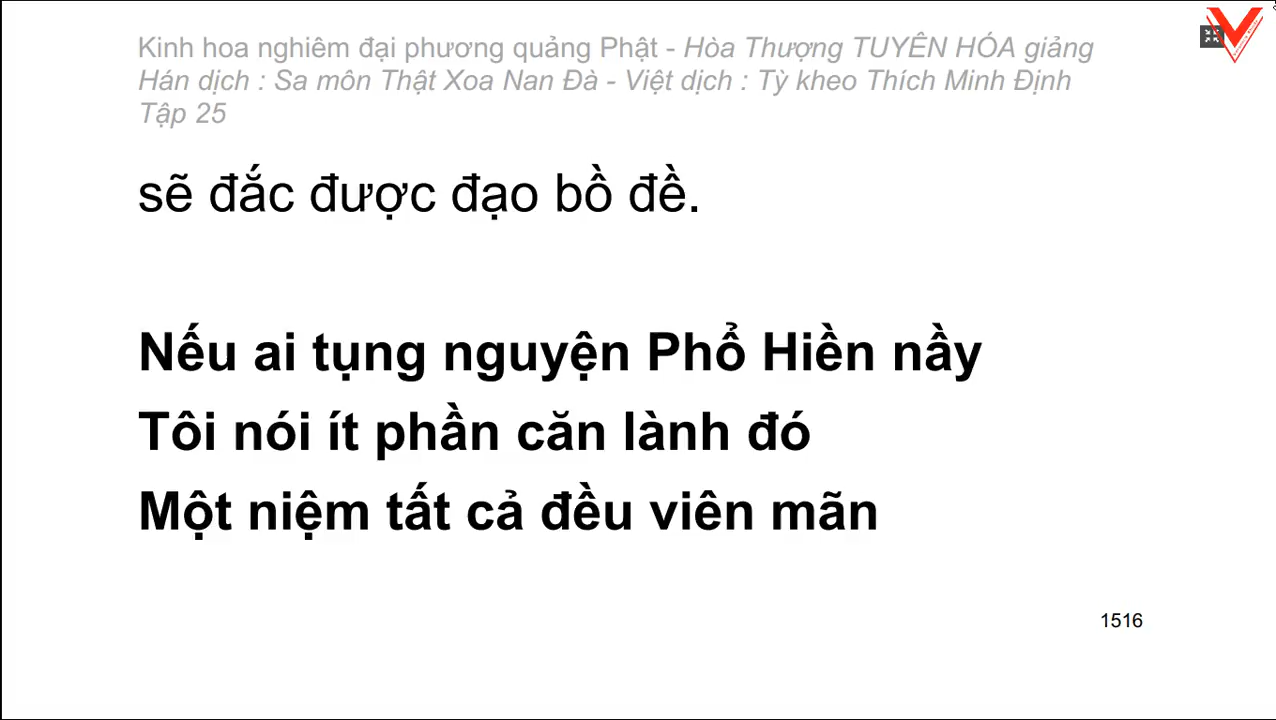 Kinh hoa nghiêm đại phương quảng Phật - Hòa Thượng TUYÊN HÓA giảng
Hán dịch : Sa môn Thật Xoa Nan Đà - Việt dịch : Tỳ kheo Thích Minh Định
Tập 25
sẽ đắc được đạo bồ đề.
Nếu ai tụng nguyện Phổ Hiền nầy
Tôi nói ít phần căn lành đó
Một niệm tất cả đều viên mãn
1516